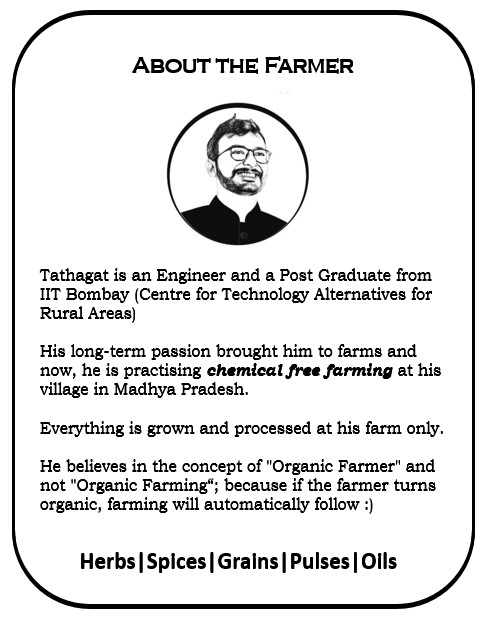 ABOUT THE FARMER
Tathagat is an Engineer and a Post Graduate from
IIT Bombay (Centre for Technology Alternatives for
Rural Areas)
His long-term passion brought him to farms and
now, he is practising chemical free farming at his
village in Madhya Pradesh.
Everything is grown and processed at his farm only.
He believes in the concept of "Organic Farmer" and
not "Organic Farming“; because if the farmer turns
organic, farming will automatically follow :)
Herbs|Spices|Grains|Pulses|Oils